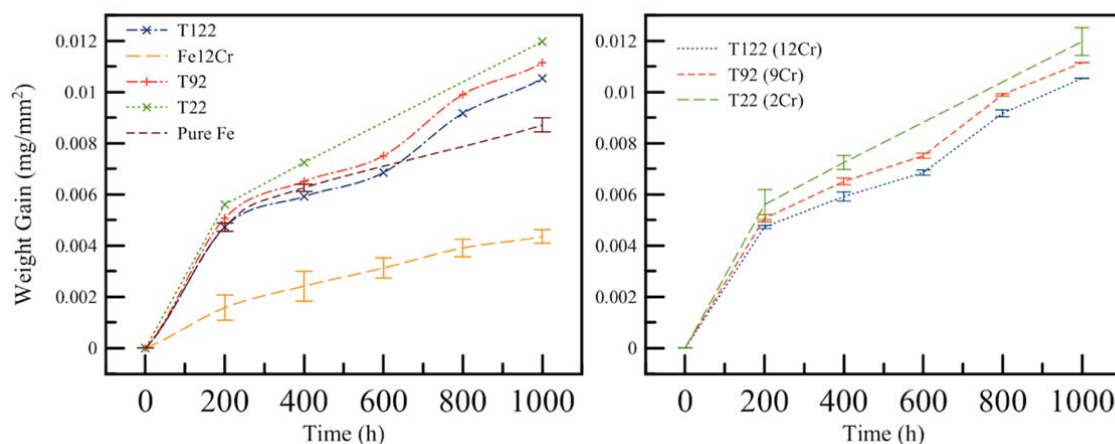 T122
Fe12Cr
T92
T22
Pure Fe
Weight Gain (mg/mm²)
0.012
0.01
0.008
0.006
0.004
0.002
0
0 200 400 600 800 1000
Time (h)
T122 (12Cr)
T92 (9Cr)
T22 (2Cr)
0.012
0.01
0.008
0.006
0.004
0.002
0
0 200 400 600 800 1000
Time (h)